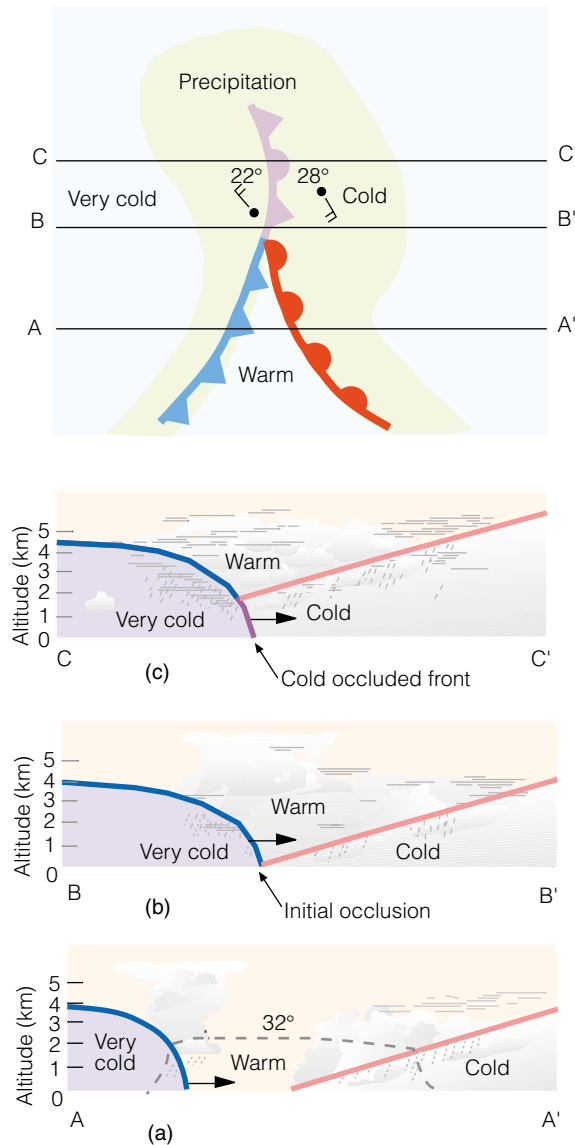 Precipitation
C C
22° 28°
Very cold Cold
B B'
A A'
Warm
Altitude (km)
5
4
3
2
1
0
Warm
Very cold
Cold
C C'
(c)
Cold occluded front
Altitude (km)
5
4
3
2
1
0
Warm
Very cold
Cold
B B'
(b)
Initial occlusion
Altitude (km)
5
4
3
2
1
0
32°
Very
cold
Warm
Cold
A A'
(a)